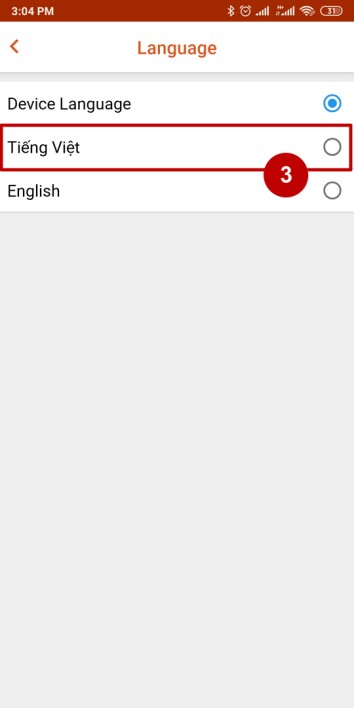 3:04 PM
31
Language
Device Language
Tiếng Việt
3
English